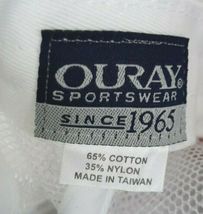 OURAY®
SPORTSWEAR
SINCE 1965
65% COTTON
35% NYLON
MADE IN TAIWAN